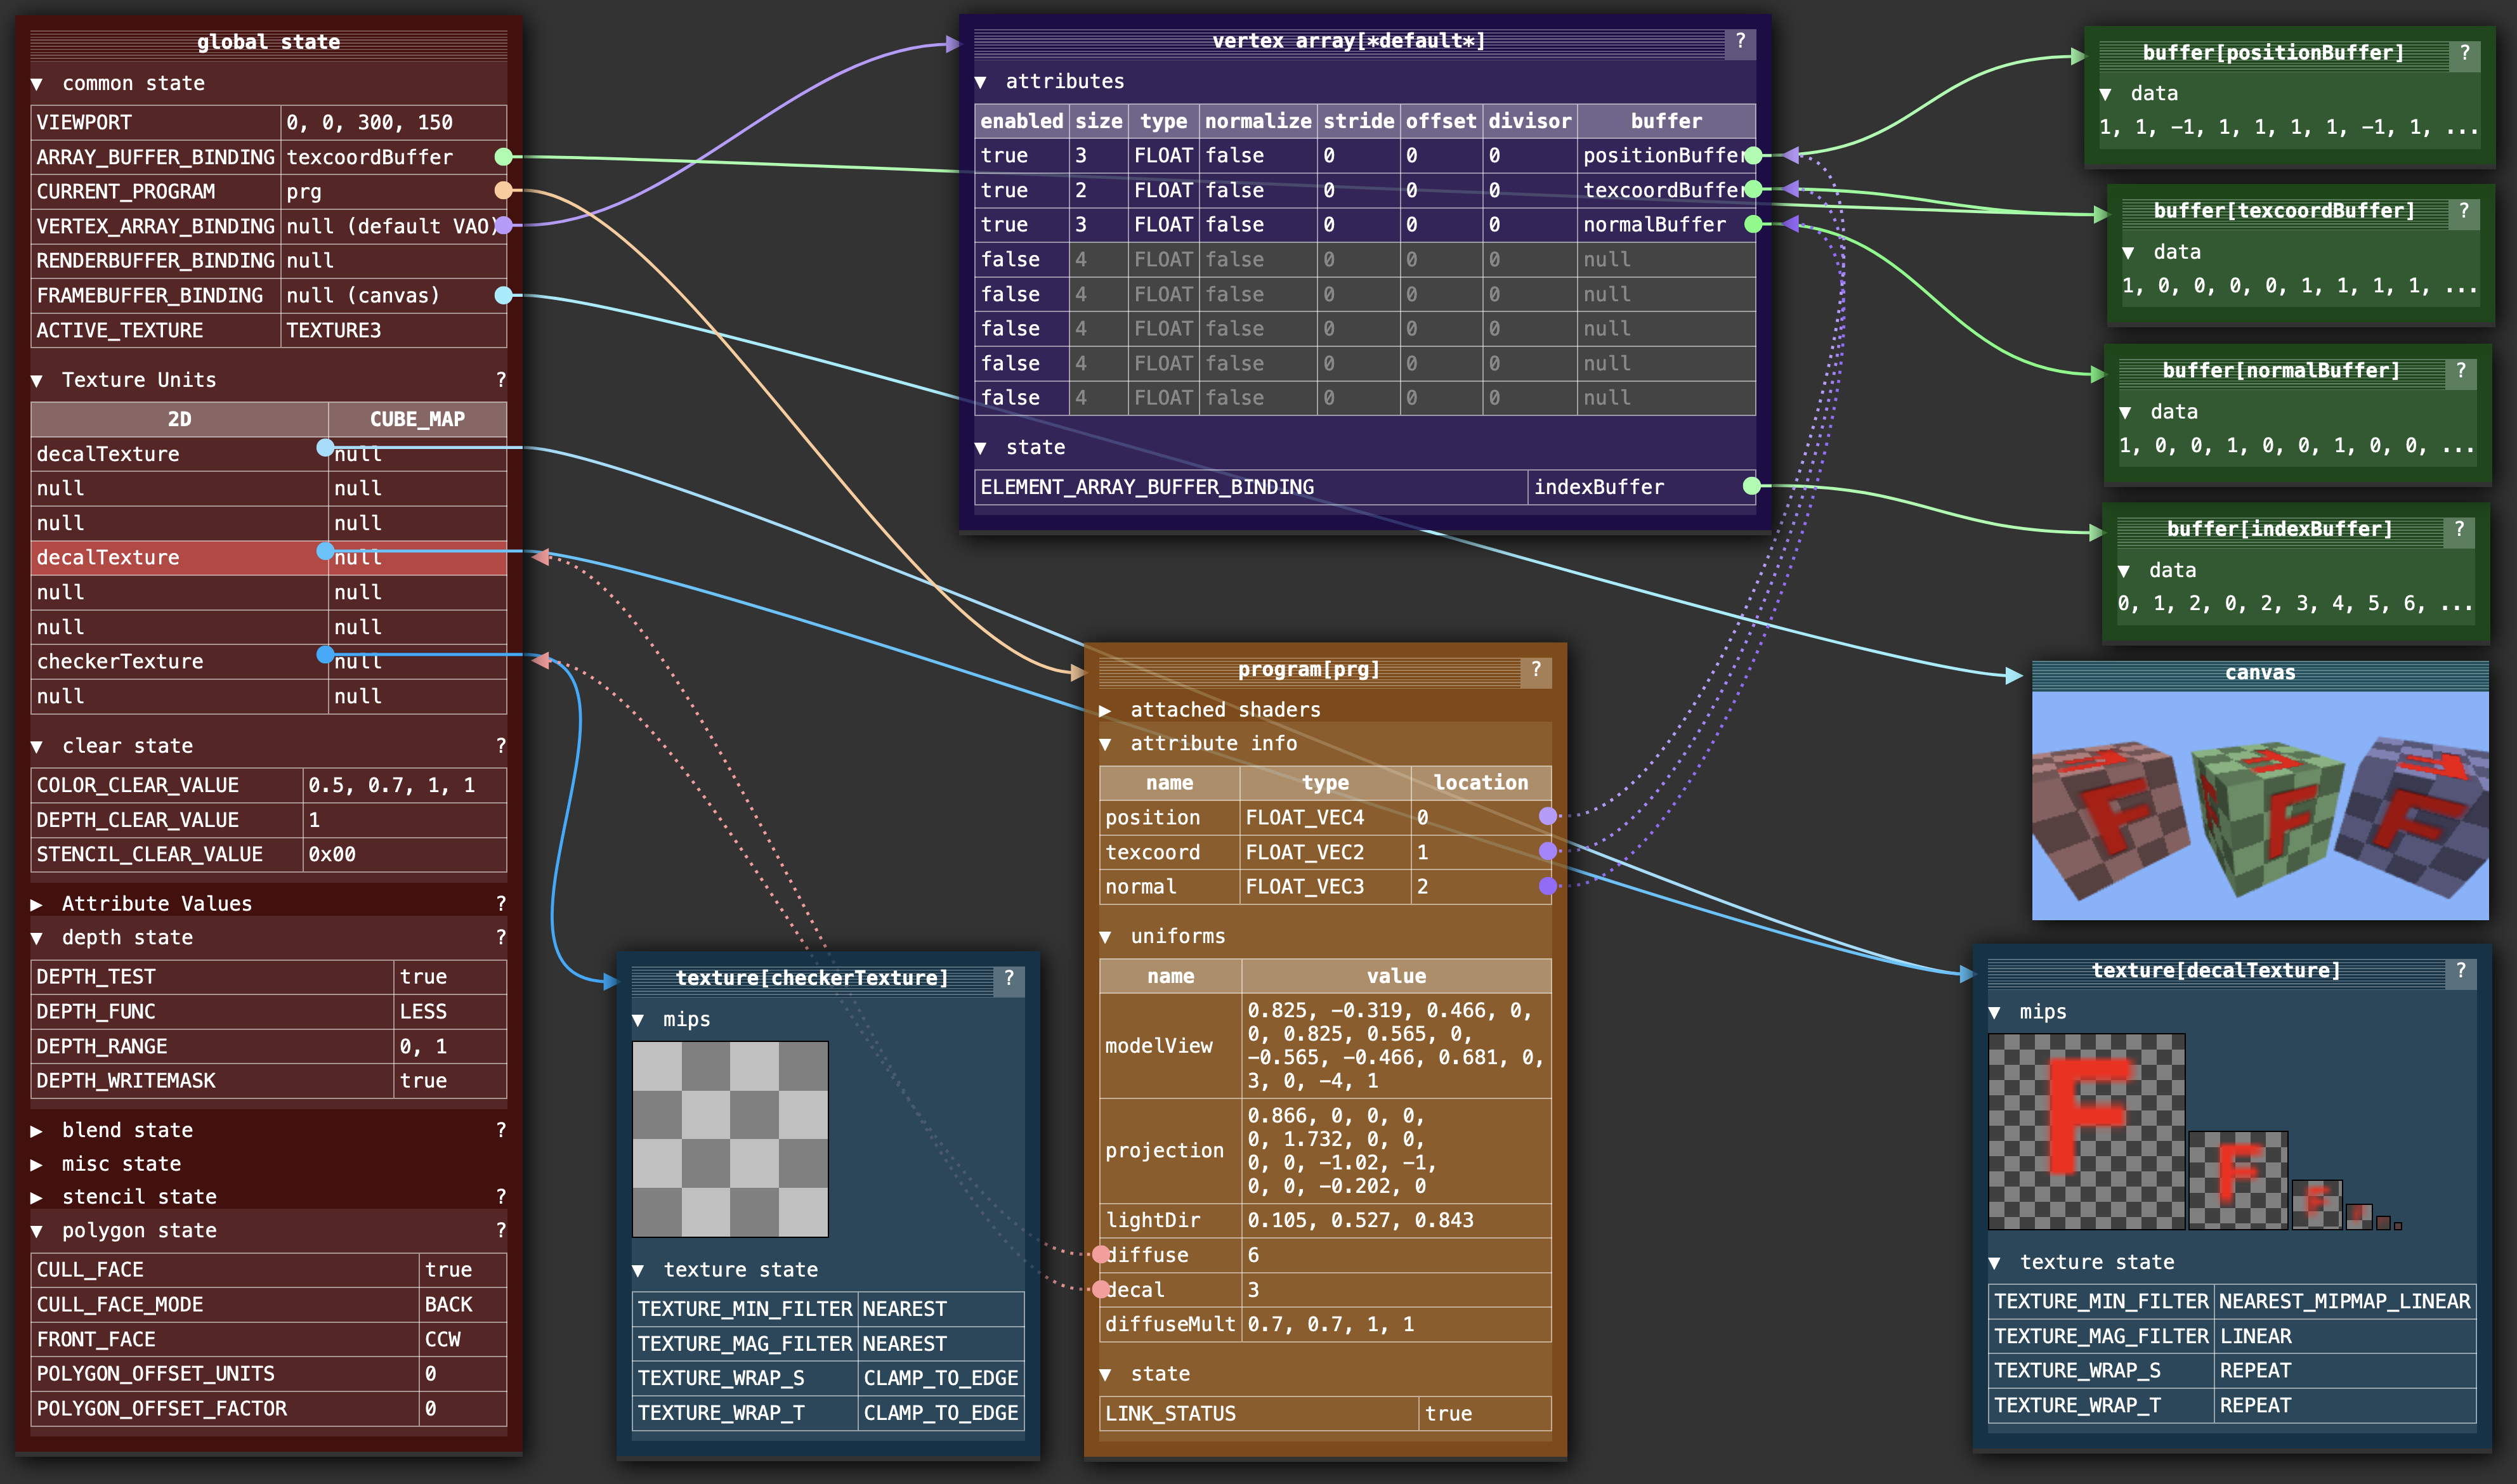 global state
▼ common state
VIEWPORT 0, 0, 300, 150
ARRAY_BUFFER_BINDING texcoordBuffer
CURRENT_PROGRAM prg
VERTEX_ARRAY_BINDING null (default VAO)
RENDERBUFFER_BINDING null
FRAMEBUFFER_BINDING null (canvas)
ACTIVE_TEXTURE TEXTURE3
▼ Texture Units ?
2D CUBE_MAP
decalTexture null
null null
null null
decalTexture null
null null
null null
checkerTexture null
null null
▼ clear state ?
COLOR_CLEAR_VALUE 0.5, 0.7, 1, 1
DEPTH_CLEAR_VALUE 1
STENCIL_CLEAR_VALUE 0x00
▶ Attribute Values ?
▼ depth state ?
DEPTH_TEST true
DEPTH_FUNC LESS
DEPTH_RANGE 0, 1
DEPTH_WRITEMASK true
▶ blend state ?
▶ misc state
▶ stencil state ?
▼ polygon state ?
CULL_FACE true
CULL_FACE_MODE BACK
FRONT_FACE CCW
POLYGON_OFFSET_UNITS 0
POLYGON_OFFSET_FACTOR 0
vertex array[*default*] ?
▼ attributes
enabled size type normalize stride offset divisor buffer
true 3 FLOAT false 0 0 0 positionBuffer
true 2 FLOAT false 0 0 0 texcoordBuffer
true 3 FLOAT false 0 0 0 normalBuffer
false 4 FLOAT false 0 0 0 null
false 4 FLOAT false 0 0 0 null
false 4 FLOAT false 0 0 0 null
false 4 FLOAT false 0 0 0 null
false 4 FLOAT false 0 0 0 null
▼ state
ELEMENT_ARRAY_BUFFER_BINDING indexBuffer
buffer[positionBuffer] ?
▼ data
1, 1, -1, 1, 1, 1, 1, -1, 1, ...
buffer[texcoordBuffer] ?
▼ data
1, 0, 0, 0, 0, 1, 1, 1, 1, ...
buffer[normalBuffer] ?
▼ data
1, 0, 0, 1, 0, 0, 1, 0, 0, ...
buffer[indexBuffer] ?
▼ data
0, 1, 2, 0, 2, 3, 4, 5, 6, ...
canvas
F F F
F F F
texture[checkerTexture] ?
▼ mips
▼ texture state
TEXTURE_MIN_FILTER NEAREST
TEXTURE_MAG_FILTER NEAREST
TEXTURE_WRAP_S CLAMP_TO_EDGE
TEXTURE_WRAP_T CLAMP_TO_EDGE
program[prg] ?
▶ attached shaders
▼ attribute info
name type location
position FLOAT_VEC4 0
texcoord FLOAT_VEC2 1
normal FLOAT_VEC3 2
▼ uniforms
name value
modelView 0.825, -0.319, 0.466, 0,
0, 0.825, 0.565, 0,
-0.565, -0.466, 0.681, 0,
3, 0, -4, 1
projection 0.866, 0, 0, 0,
0, 1.732, 0, 0,
0, 0, -1.02, -1,
0, 0, -0.202, 0
lightDir 0.105, 0.527, 0.843
diffuse 6
decal 3
diffuseMult 0.7, 0.7, 1, 1
▼ state
LINK_STATUS true
texture[decalTexture] ?
▼ mips
F F F
▼ texture state
TEXTURE_MIN_FILTER NEAREST_MIPMAP_LINEAR
TEXTURE_MAG_FILTER LINEAR
TEXTURE_WRAP_S REPEAT
TEXTURE_WRAP_T REPEAT